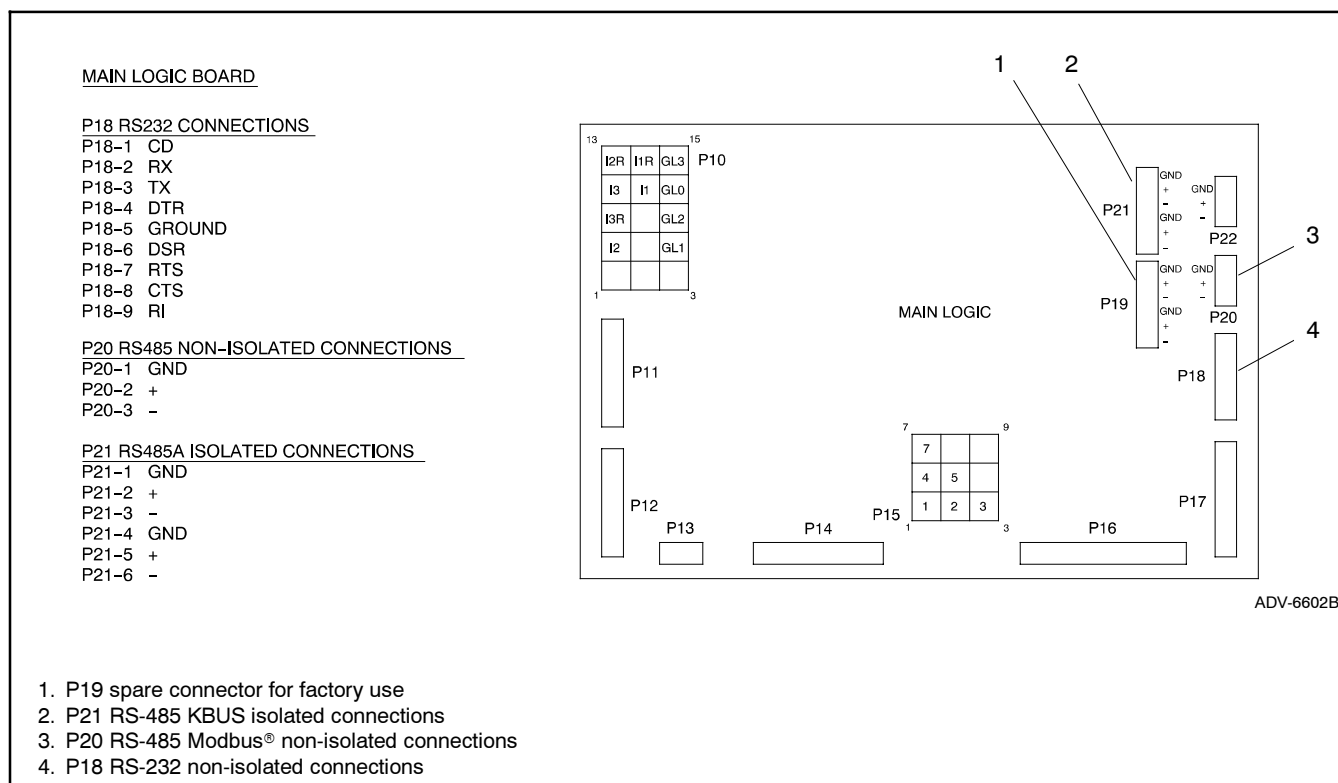 MAIN LOGIC BOARD
P18 RS232 CONNECTIONS
P18-1 CD
P18-2 RX
P18-3 TX
P18-4 DTR
P18-5 GROUND
P18-6 DSR
P18-7 RTS
P18-8 CTS
P18-9 RI
P20 RS485 NON-ISOLATED CONNECTIONS
P20-1 GND
P20-2 +
P20-3 -
P21 RS485A ISOLATED CONNECTIONS
P21-1 GND
P21-2 +
P21-3 -
P21-4 GND
P21-5 +
P21-6 -
1 2
13 15
I2R I1R GL3 P10
I3 I1 GL0
I3R GL2
I2 GL1
1 3
P11
P12
P13
P14
P15
7 9
7
4 5
1 2 3
1 3
P16
P17
P18
4
MAIN LOGIC
P21
GND
+
-
GND
+
-
GND
+
-
P22
3
P19
GND
+
-
GND
+
-
GND
+
-
P20
ADV-6602B
1. P19 spare connector for factory use
2. P21 RS-485 KBUS isolated connections
3. P20 RS-485 Modbus® non-isolated connections
4. P18 RS-232 non-isolated connections